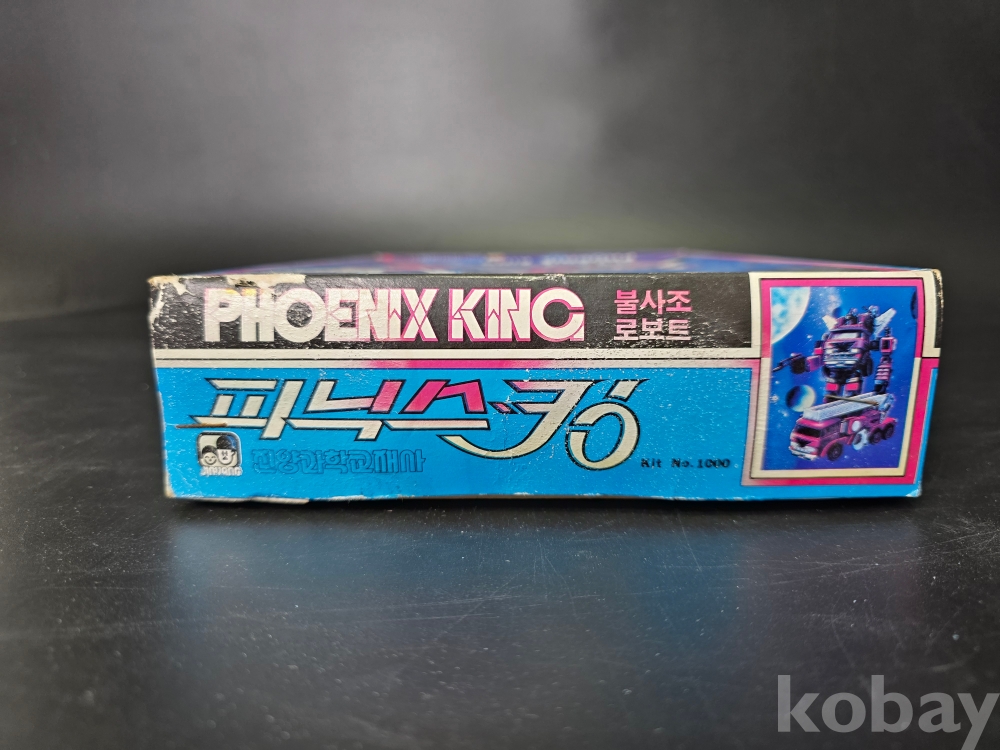 PHOENIX KING
불사조
로보트
피닉스킹
진양과학교재사
Kit No.1000
kobay